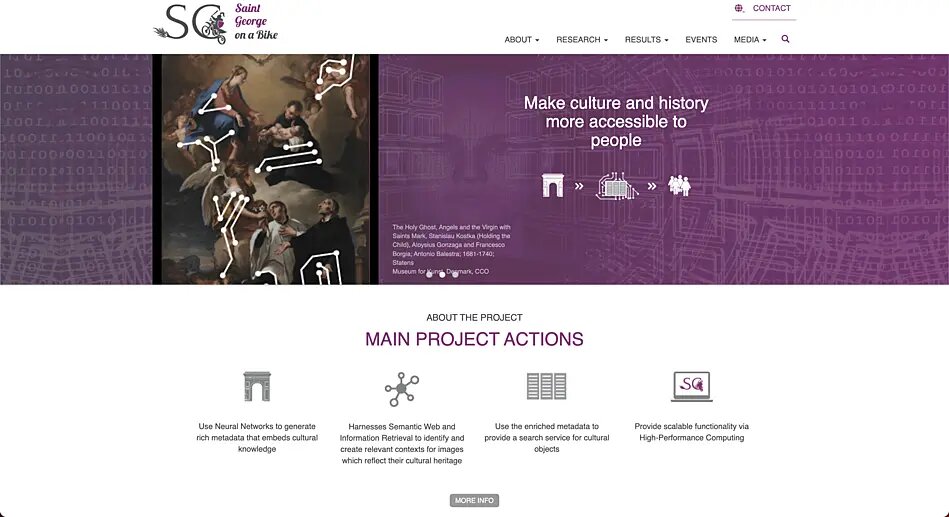 SG
Saint
George
on a Bike
CONTACT
ABOUT
RESEARCH
RESULTS
EVENTS
MEDIA
Make culture and history
more accessible to
people
The Holy Ghost, Angels and the Virgin with
Saints Mark, Stanislau Kostka (Holding the
Child), Aloysius Gonzaga and Francesco
Borgia; Antonio Balestra; 1681-1740;
Statens
Museum for Kunst, Denmark, CC0
ABOUT THE PROJECT
MAIN PROJECT ACTIONS
SG
Use Neural Networks to generate
rich metadata that embeds cultural
knowledge
Harnesses Semantic Web and
Information Retrieval to identify and
create relevant contexts for images
which reflect their cultural heritage
Use the enriched metadata to
provide a search service for cultural
objects
Provide scalable functionality via
High-Performance Computing
MORE INFO